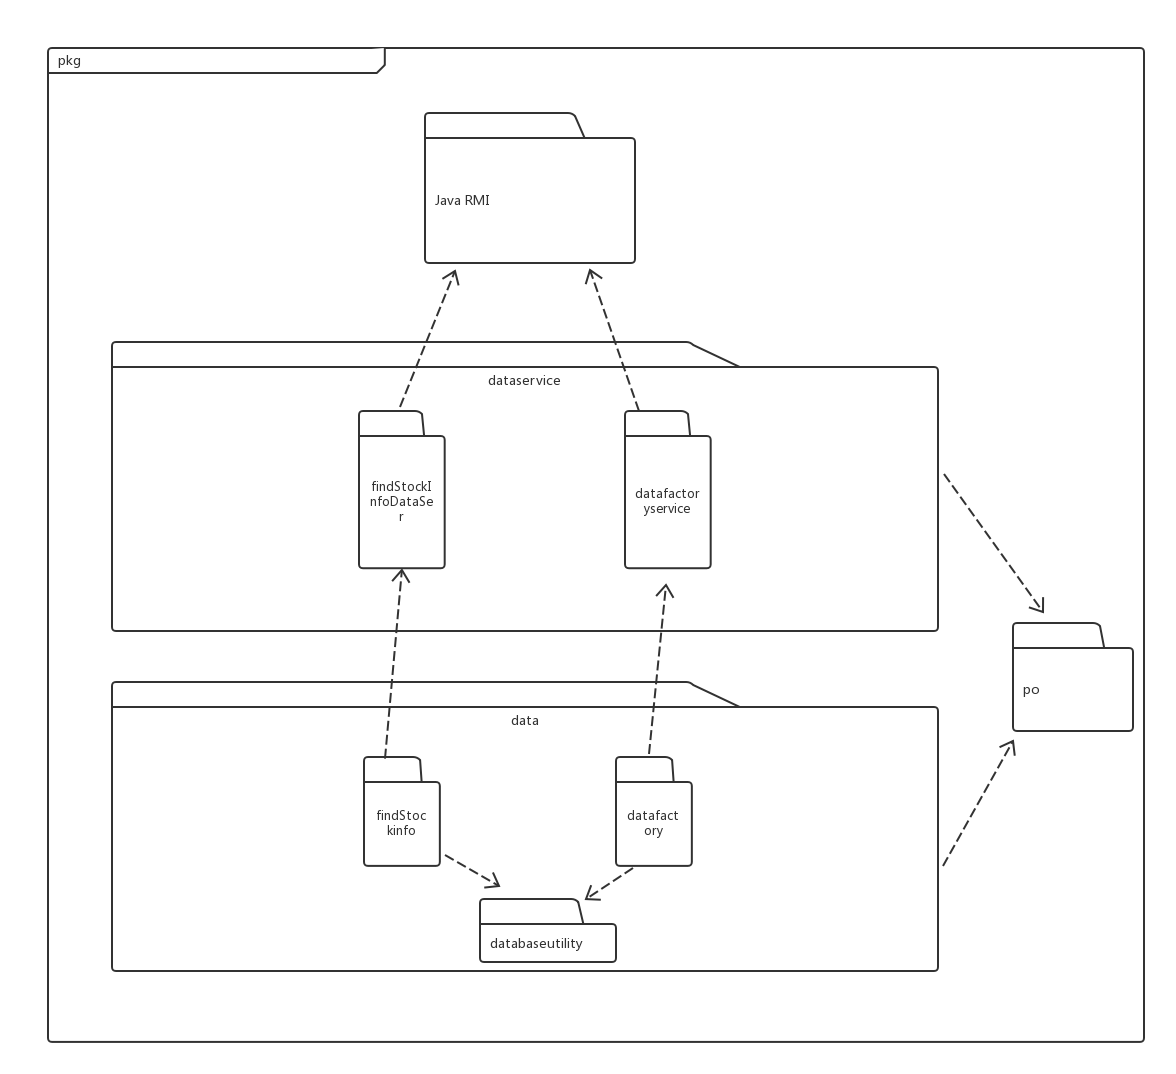 pkg
Java RMI
dataservice
findStockI
nfoDataSe
r
datafactor
yservice
po
data
findStoc
kinfo
datafact
ory
databaseutility